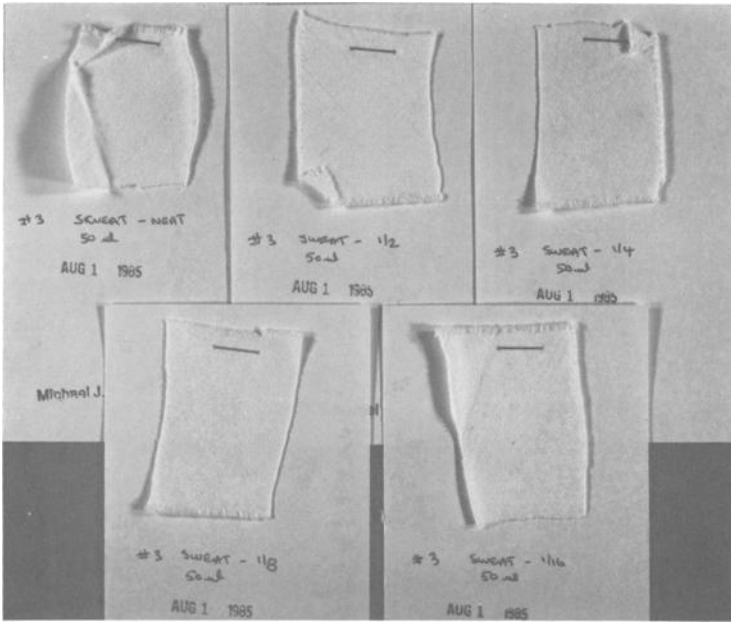 #3 SWEAT - NEAT
50 ul
AUG 1 1985
#3 SWEAT - 1/2
50 ul
AUG 1 1985
#3 SWEAT - 1/4
50 ul
AUG 1 1985
Michael J.
#3 SWEAT - 1/8
50 ul
AUG 1 1985
#3 SWEAT - 1/16
50 ul
AUG 1 1985